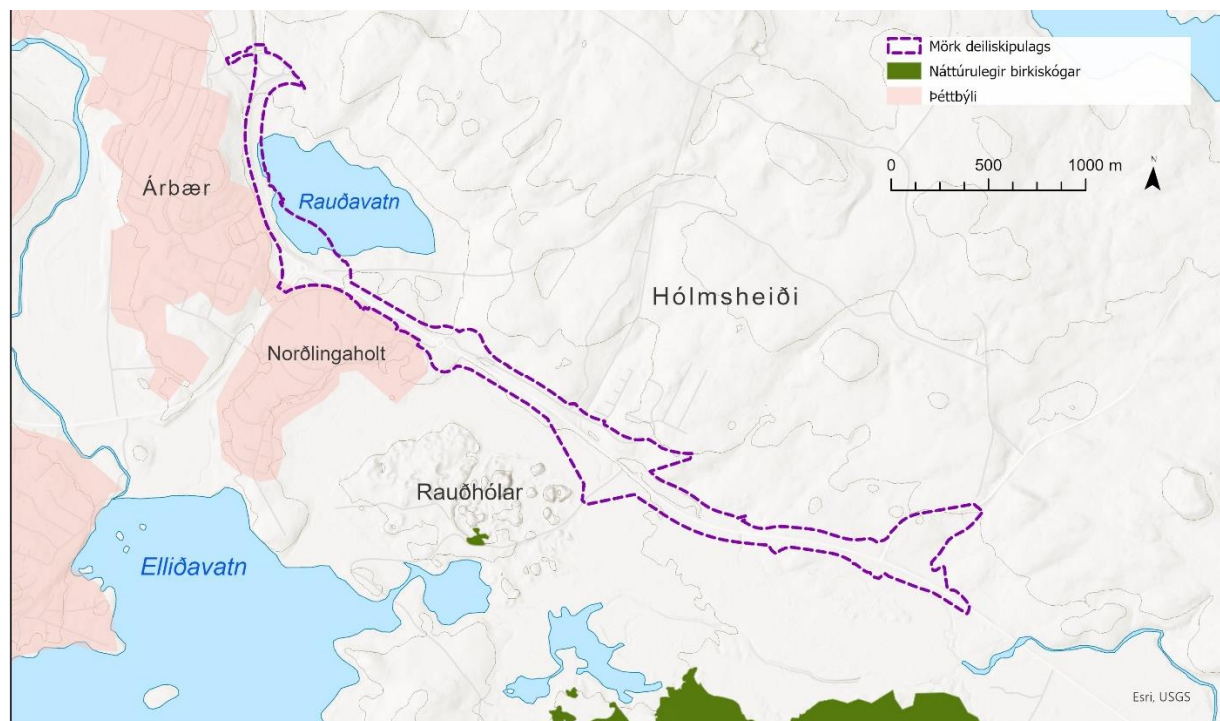 Mörk deiliskipulags
Náttúrulegir birkiskógar
Þéttbýli
0 500 1000 m
N
Árbær
Rauðavatn
Hólmsheiði
Norðlingaholt
Rauðhólar
Elliðavatn
Esri, USGS